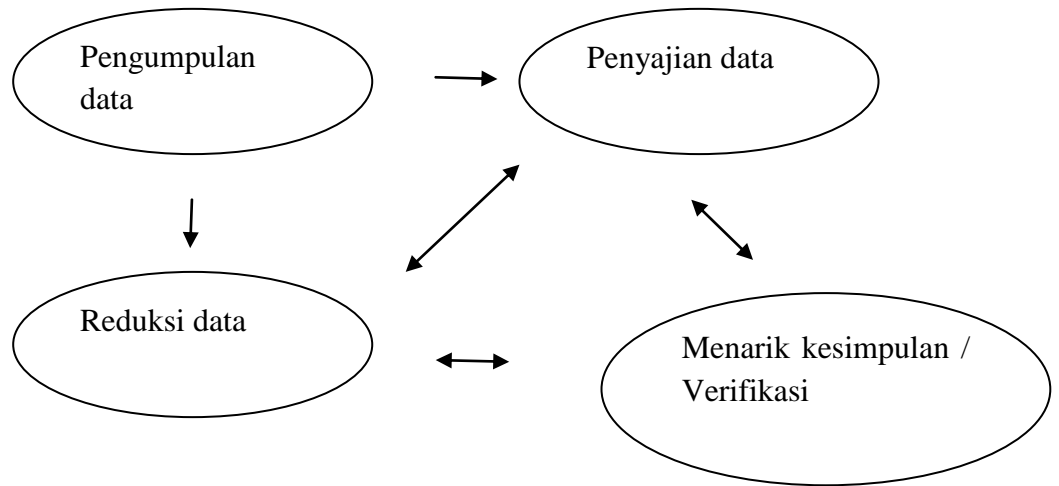 Pengumpulan
data
Penyajian data
Reduksi data
Menarik kesimpulan /
Verifikasi